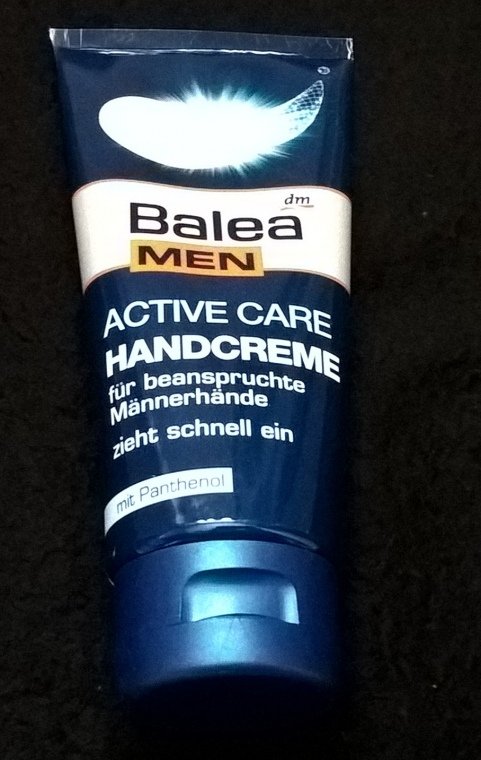 dm
Balea
MEN
ACTIVE CARE
HANDCREME
für beanspruchte
Männerhände
zieht schnell ein
mit Panthenol